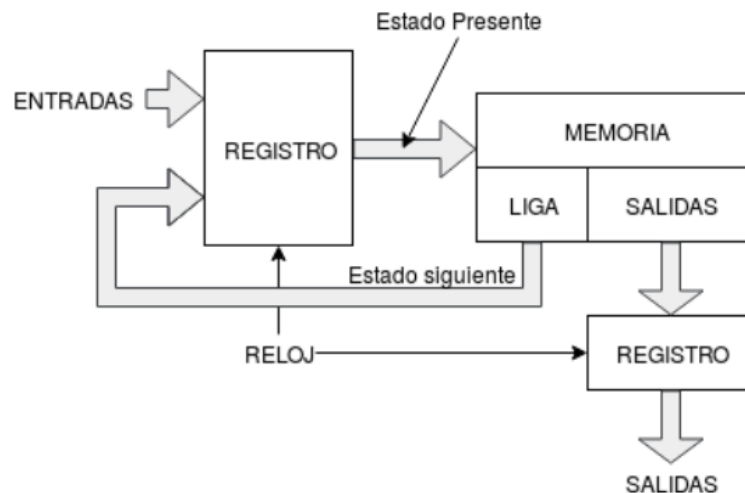 Estado Presente
ENTRADAS
REGISTRO
MEMORIA
LIGA
SALIDAS
Estado siguiente
RELOJ
REGISTRO
SALIDAS